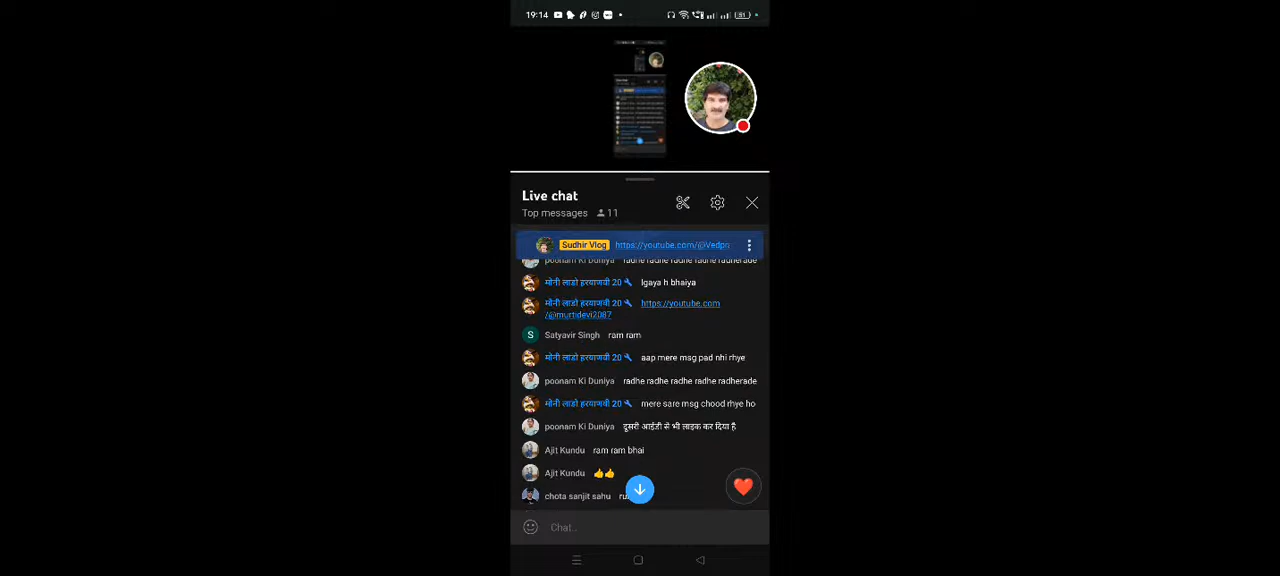 19:14
Live chat
Top messages 11
Sudhir Vlog https://youtube.com/@Vedpr
poonam Ki Duniya radhe radhe radhe radhe radherade
मोनी लाडो हरयाणवी 20 lgaya h bhaiya
मोनी लाडो हरयाणवी 20 https://youtube.com
/@murtidevi2087
S Satyavir Singh ram ram
मोनी लाडो हरयाणवी 20 aap mere msg pad nhi rhye
poonam Ki Duniya radhe radhe radhe radhe radherade
मोनी लाडो हरयाणवी 20 mere sare msg chood rhye ho
poonam Ki Duniya दूसरी आईडी से भी लाइक कर दिया है
Ajit Kundu ram ram bhai
Ajit Kundu 👍👍
chota sanjit sahu
Chat..